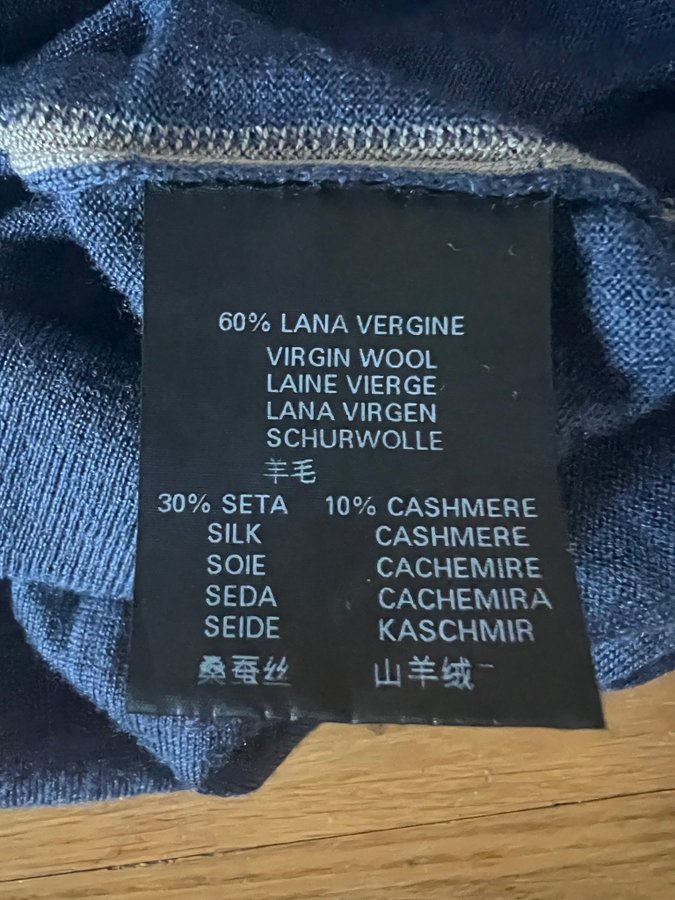 60% LANA VERGINE
VIRGIN WOOL
LAINE VIERGE
LANA VIRGEN
SCHURWOLLE
羊毛
30% SETA 10% CASHMERE
SILK CASHMERE
SOIE CACHEMIRE
SEDA CACHEMIRA
SEIDE KASCHMIR
桑蚕丝 山羊绒